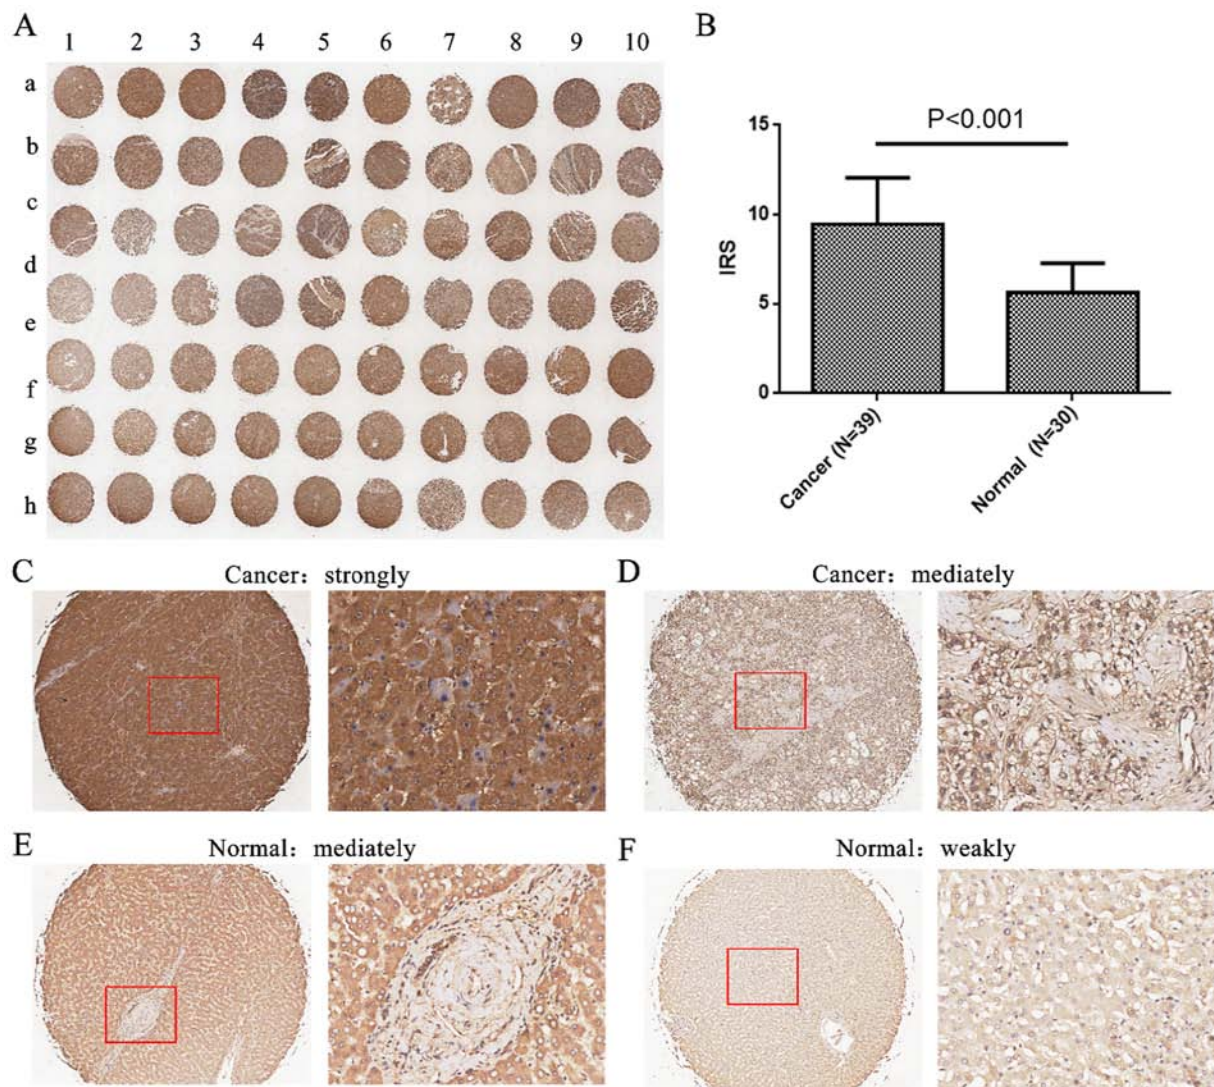 A
1 2 3 4 5 6 7 8 9 10
a
b
c
d
e
f
g
h
B
P<0.001
15
10
5
0
IRS
Cancer (N=39)
Normal (N=30)
C
Cancer: strongly
D
Cancer: mediately
E
Normal: mediately
F
Normal: weakly